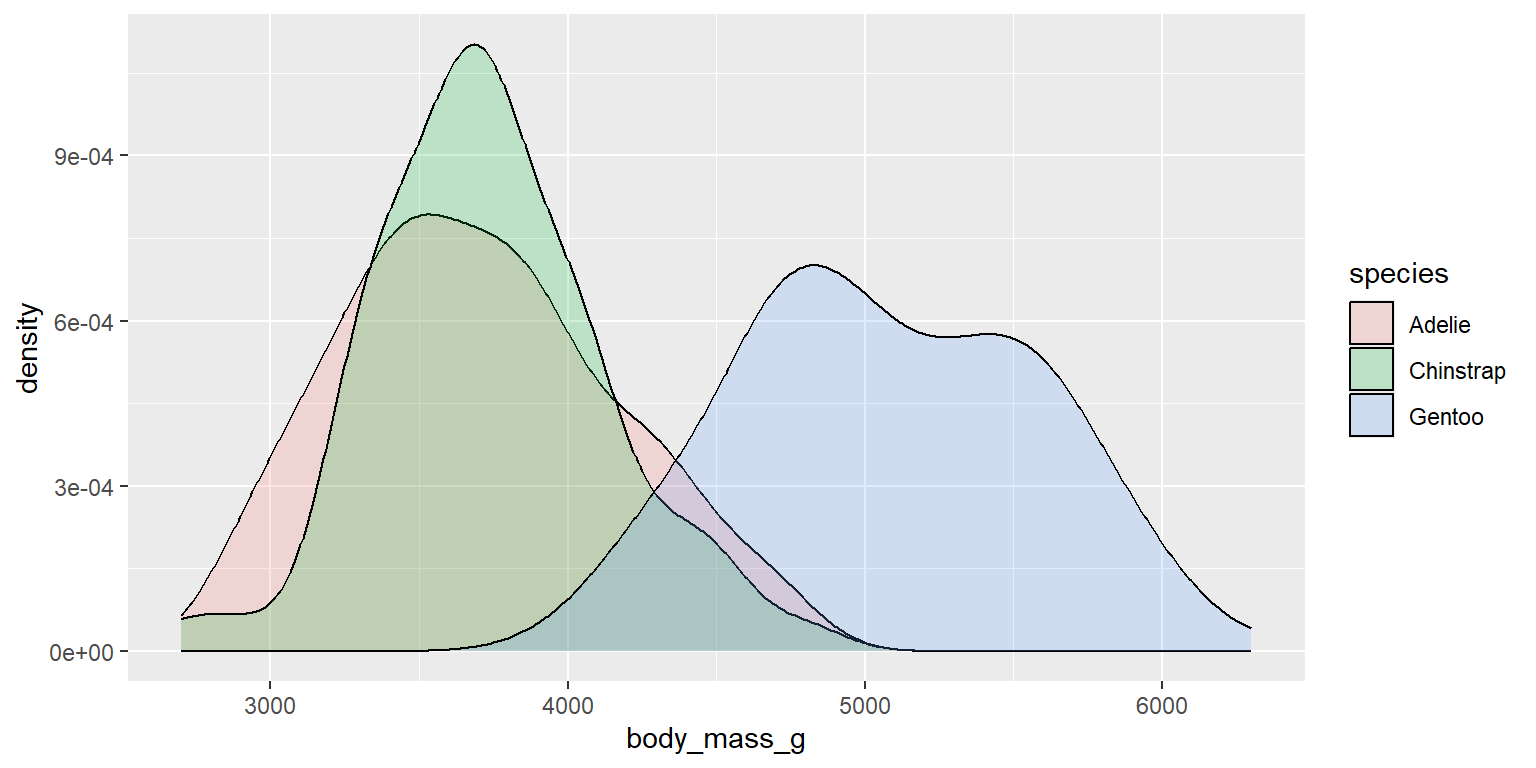 9e-04
6e-04
3e-04
0e+00
density
3000 4000 5000 6000
body_mass_g
species
Adelie
Chinstrap
Gentoo